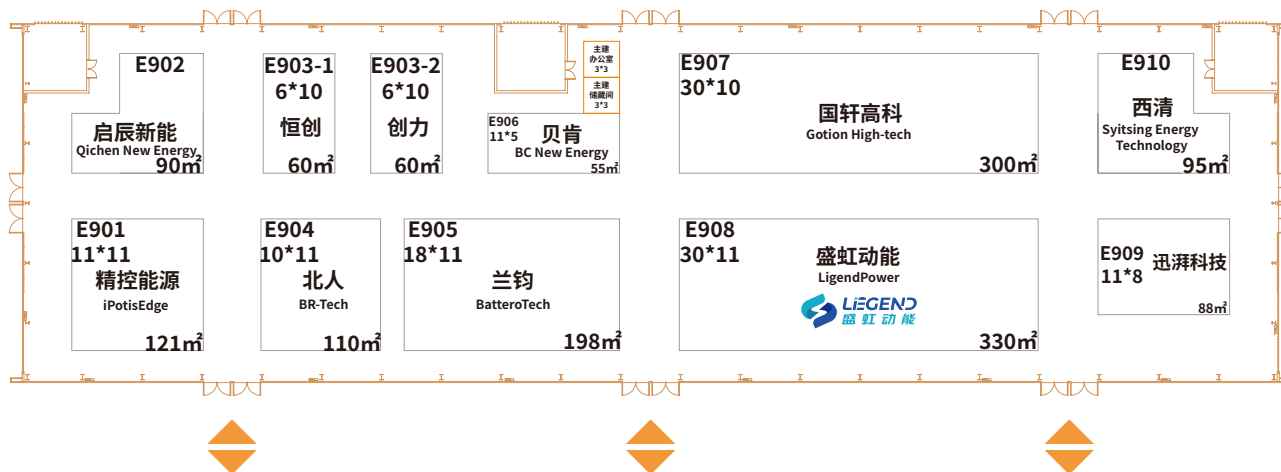 E902
启辰新能
Qichen New Energy
90㎡
E903-1
6*10
恒创
60㎡
E903-2
6*10
创力
60㎡
主建
办公室
3*3
主建
储藏间
3*3
E906
11*5
贝肯
BC New Energy
55㎡
E907
30*10
国轩高科
Gotion High-tech
300㎡
E910
西清
Syitsing Energy
Technology
95㎡
E901
11*11
精控能源
iPotisEdge
121㎡
E904
10*11
北人
BR-Tech
110㎡
E905
18*11
兰钧
BatteroTech
198㎡
E908
30*11
盛虹动能
LigendPower
LIEGEND
盛虹动能
330㎡
E909
11*8
迅湃科技
88㎡